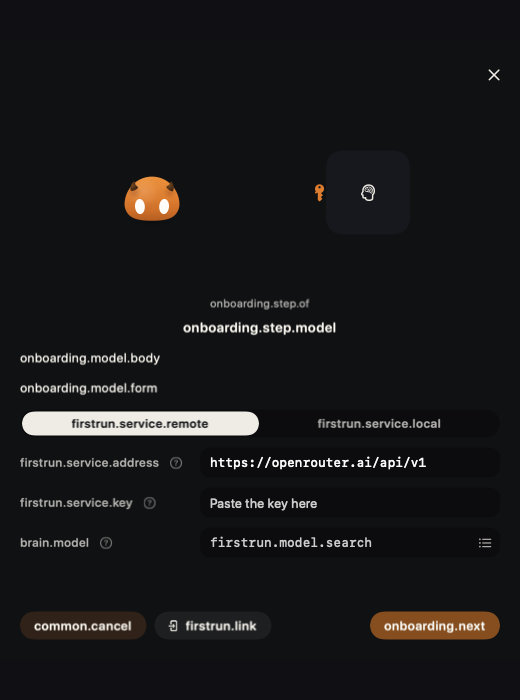 onboarding.step.of
onboarding.step.model
onboarding.model.body
onboarding.model.form
firstrun.service.remote
firstrun.service.local
firstrun.service.address
https://openrouter.ai/api/v1
firstrun.service.key
Paste the key here
brain.model
firstrun.model.search
common.cancel
firstrun.link
onboarding.next